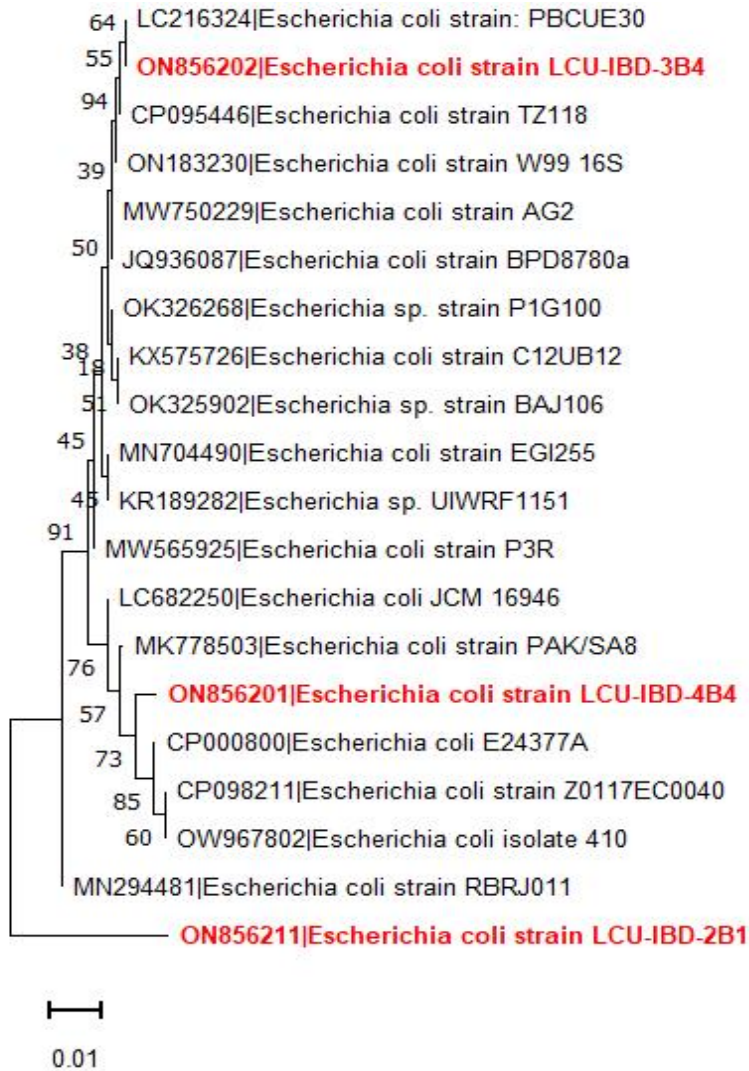 64
LC216324|Escherichia coli strain: PBCUE30
55
ON856202|Escherichia coli strain LCU-IBD-3B4
94
CP095446|Escherichia coli strain TZ118
39
ON183230|Escherichia coli strain W99 16S
MW750229|Escherichia coli strain AG2
50
JQ936087|Escherichia coli strain BPD8780a
OK326268|Escherichia sp. strain P1G100
38
18
KX575726|Escherichia coli strain C12UB12
51
OK325902|Escherichia sp. strain BAJ106
45
MN704490|Escherichia coli strain EGI255
45
KR189282|Escherichia sp. UIWRF1151
91
MW565925|Escherichia coli strain P3R
LC682250|Escherichia coli JCM 16946
MK778503|Escherichia coli strain PAK/SA8
76
ON856201|Escherichia coli strain LCU-IBD-4B4
57
CP000800|Escherichia coli E24377A
73
CP098211|Escherichia coli strain Z0117EC0040
85
OW967802|Escherichia coli isolate 410
60
MN294481|Escherichia coli strain RBRJ011
ON856211|Escherichia coli strain LCU-IBD-2B1
0.01